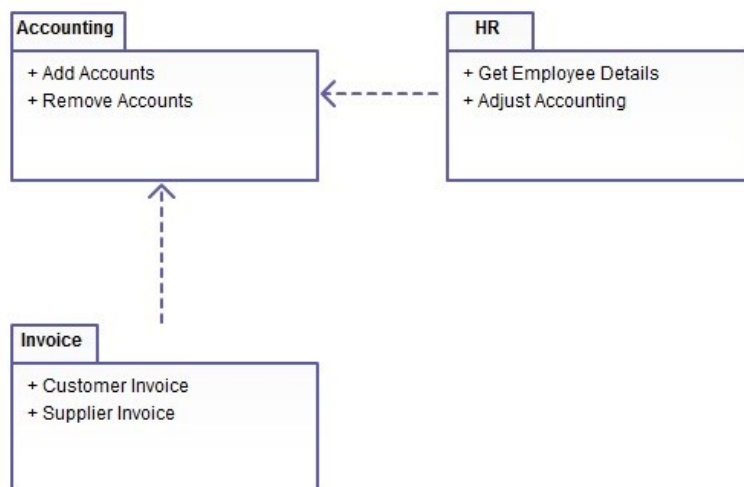 Accounting
+ Add Accounts
+ Remove Accounts
HR
+ Get Employee Details
+ Adjust Accounting
Invoice
+ Customer Invoice
+ Supplier Invoice